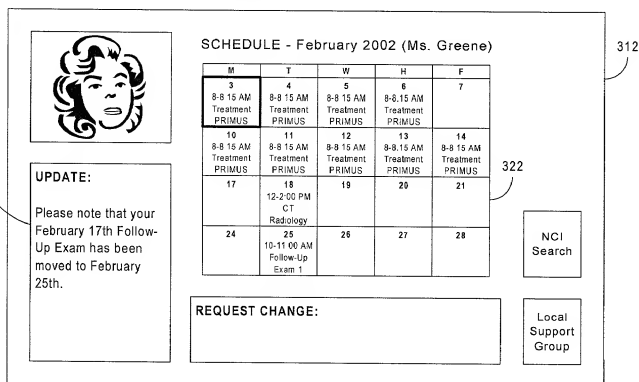 SCHEDULE - February 2002 (Ms. Greene)
312
M T W H F
3 4 5 6 7
8-8 15 AM 8-8 15 AM 8-8 15 AM 8-8.15 AM
Treatment Treatment Treatment Treatment
PRIMUS PRIMUS PRIMUS PRIMUS
10 11 12 13 14
8-8 15 AM 8-8 15 AM 8-8 15 AM 8-8.15 AM 8-8 15 AM
Treatment Treatment Treatment Treatment Treatment
PRIMUS PRIMUS PRIMUS PRIMUS PRIMUS
17 18 19 20 21
12-2:00 PM
CT
Radiology
322
24 25 26 27 28
10-11 00 AM
Follow-Up
Exam 1
UPDATE:
Please note that your
February 17th Follow-
Up Exam has been
moved to February
25th.
NCI
Search
REQUEST CHANGE:
Local
Support
Group